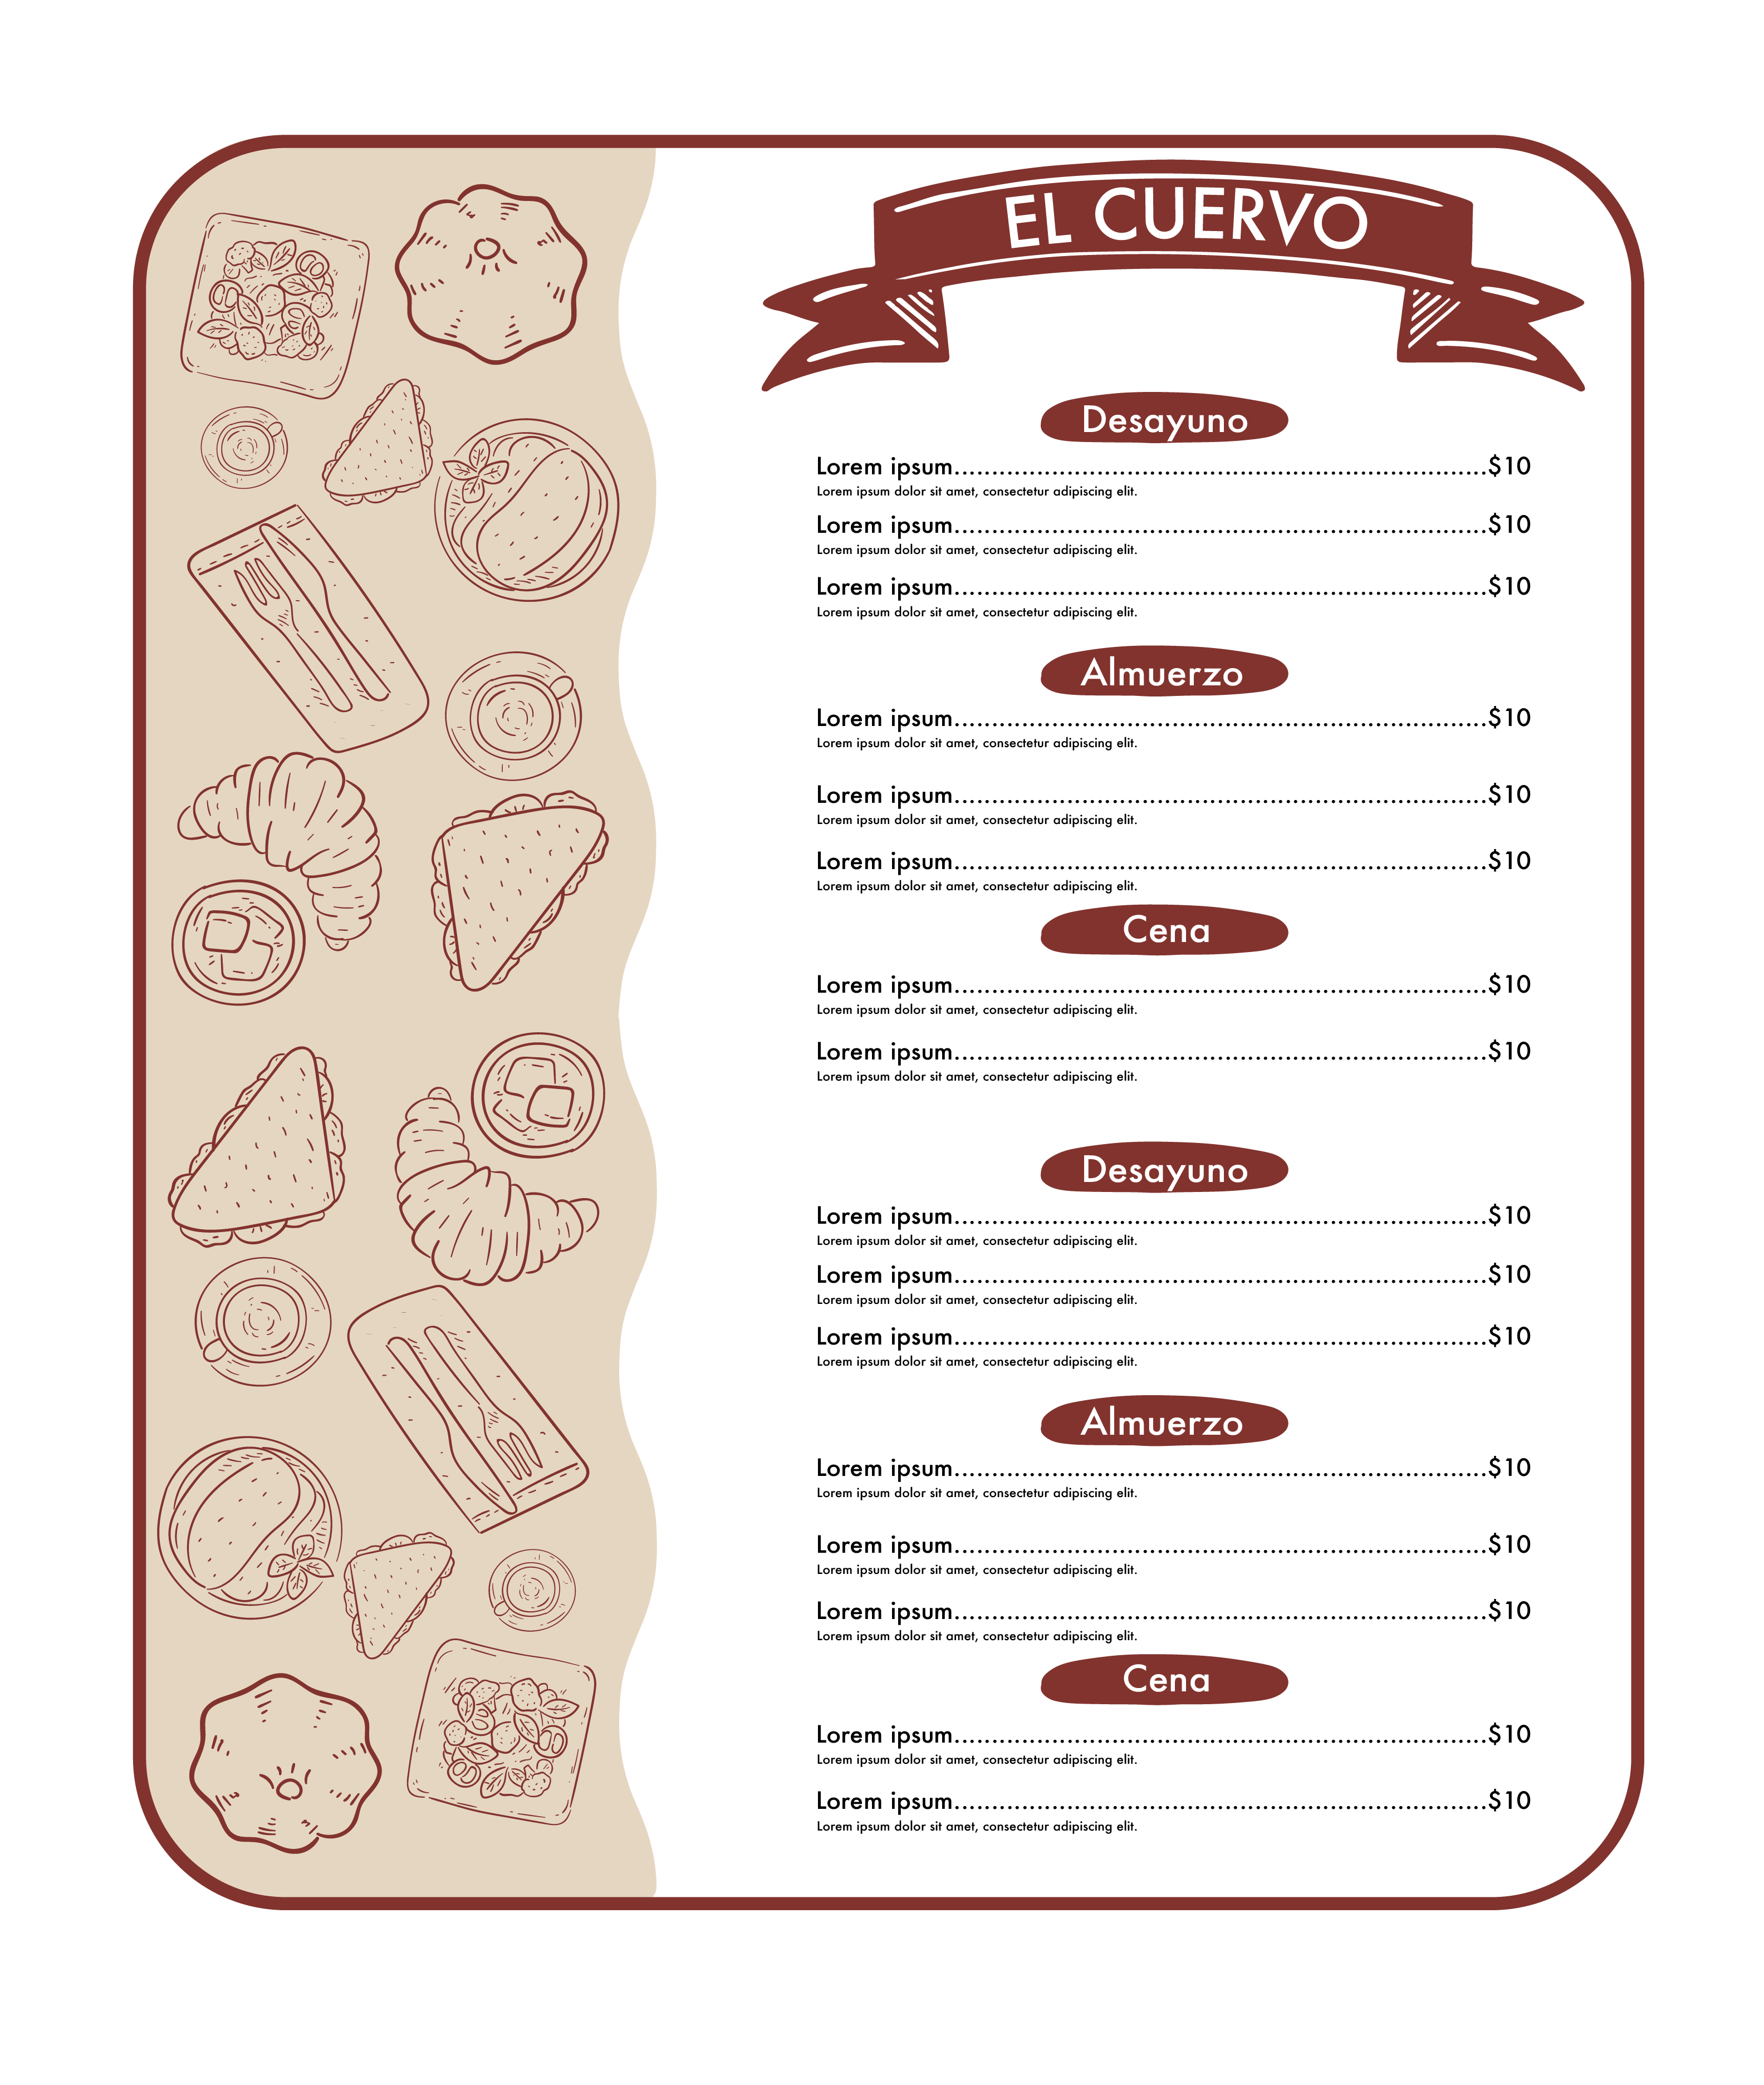 EL CUERVO
Desayuno
Lorem ipsum......................................................................$10
Lorem ipsum dolor sit amet, consectetur adipiscing elit.
Lorem ipsum......................................................................$10
Lorem ipsum dolor sit amet, consectetur adipiscing elit.
Lorem ipsum......................................................................$10
Lorem ipsum dolor sit amet, consectetur adipiscing elit.
Almuerzo
Lorem ipsum......................................................................$10
Lorem ipsum dolor sit amet, consectetur adipiscing elit.
Lorem ipsum......................................................................$10
Lorem ipsum dolor sit amet, consectetur adipiscing elit.
Lorem ipsum......................................................................$10
Lorem ipsum dolor sit amet, consectetur adipiscing elit.
Cena
Lorem ipsum......................................................................$10
Lorem ipsum dolor sit amet, consectetur adipiscing elit.
Lorem ipsum......................................................................$10
Lorem ipsum dolor sit amet, consectetur adipiscing elit.
Desayuno
Lorem ipsum......................................................................$10
Lorem ipsum dolor sit amet, consectetur adipiscing elit.
Lorem ipsum......................................................................$10
Lorem ipsum dolor sit amet, consectetur adipiscing elit.
Lorem ipsum......................................................................$10
Lorem ipsum dolor sit amet, consectetur adipiscing elit.
Almuerzo
Lorem ipsum......................................................................$10
Lorem ipsum dolor sit amet, consectetur adipiscing elit.
Lorem ipsum......................................................................$10
Lorem ipsum dolor sit amet, consectetur adipiscing elit.
Lorem ipsum......................................................................$10
Lorem ipsum dolor sit amet, consectetur adipiscing elit.
Cena
Lorem ipsum......................................................................$10
Lorem ipsum dolor sit amet, consectetur adipiscing elit.
Lorem ipsum......................................................................$10
Lorem ipsum dolor sit amet, consectetur adipiscing elit.